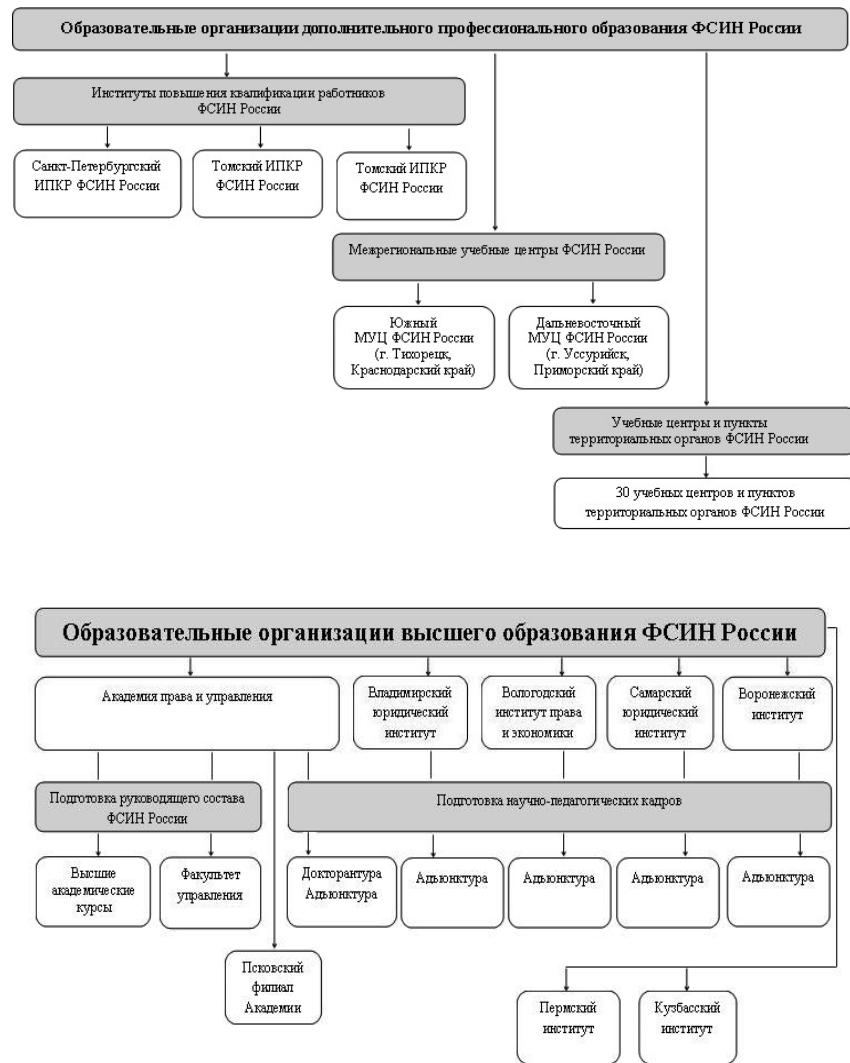 Образовательные организации дополнительного профессионального образования ФСИН России
Институты повышения квалификации работников
ФСИН России
Санкт-Петербургский
ИПКР ФСИН России
Томский ИПКР
ФСИН России
Томский ИПКР
ФСИН России
Межрегиональные учебные центры ФСИН России
Южный
МУЦ ФСИН России
(г. Тихорецк,
Краснодарский край)
Дальневосточный
МУЦ ФСИН России
(г. Уссурийск,
Приморский край)
Учебные центры и пункты
территориальных органов ФСИН России
30 учебных центров и пунктов
территориальных органов ФСИН России
Образовательные организации высшего образования ФСИН России
Академия права и управления
Владимирский
юридический
институт
Вологодский
институт права
и экономики
Самарский
юридический
институт
Воронежский
институт
Подготовка руководящего состава
ФСИН России
Подготовка научно-педагогических кадров
Высшие
академические
курсы
Факультет
управления
Докторантура
Адъюнктура
Адъюнктура
Адъюнктура
Адъюнктура
Адъюнктура
Псковский
филиал
Академии
Пермский
институт
Кузбасский
институт